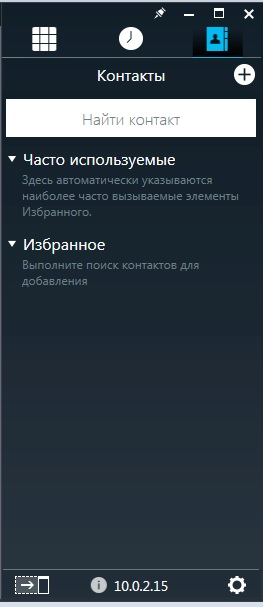 Контакты
Найти контакт
Часто используемые
Здесь автоматически указываются
наиболее часто вызываемые элементы
Избранного.
Избранное
Выполните поиск контактов для
добавления
10.0.2.15